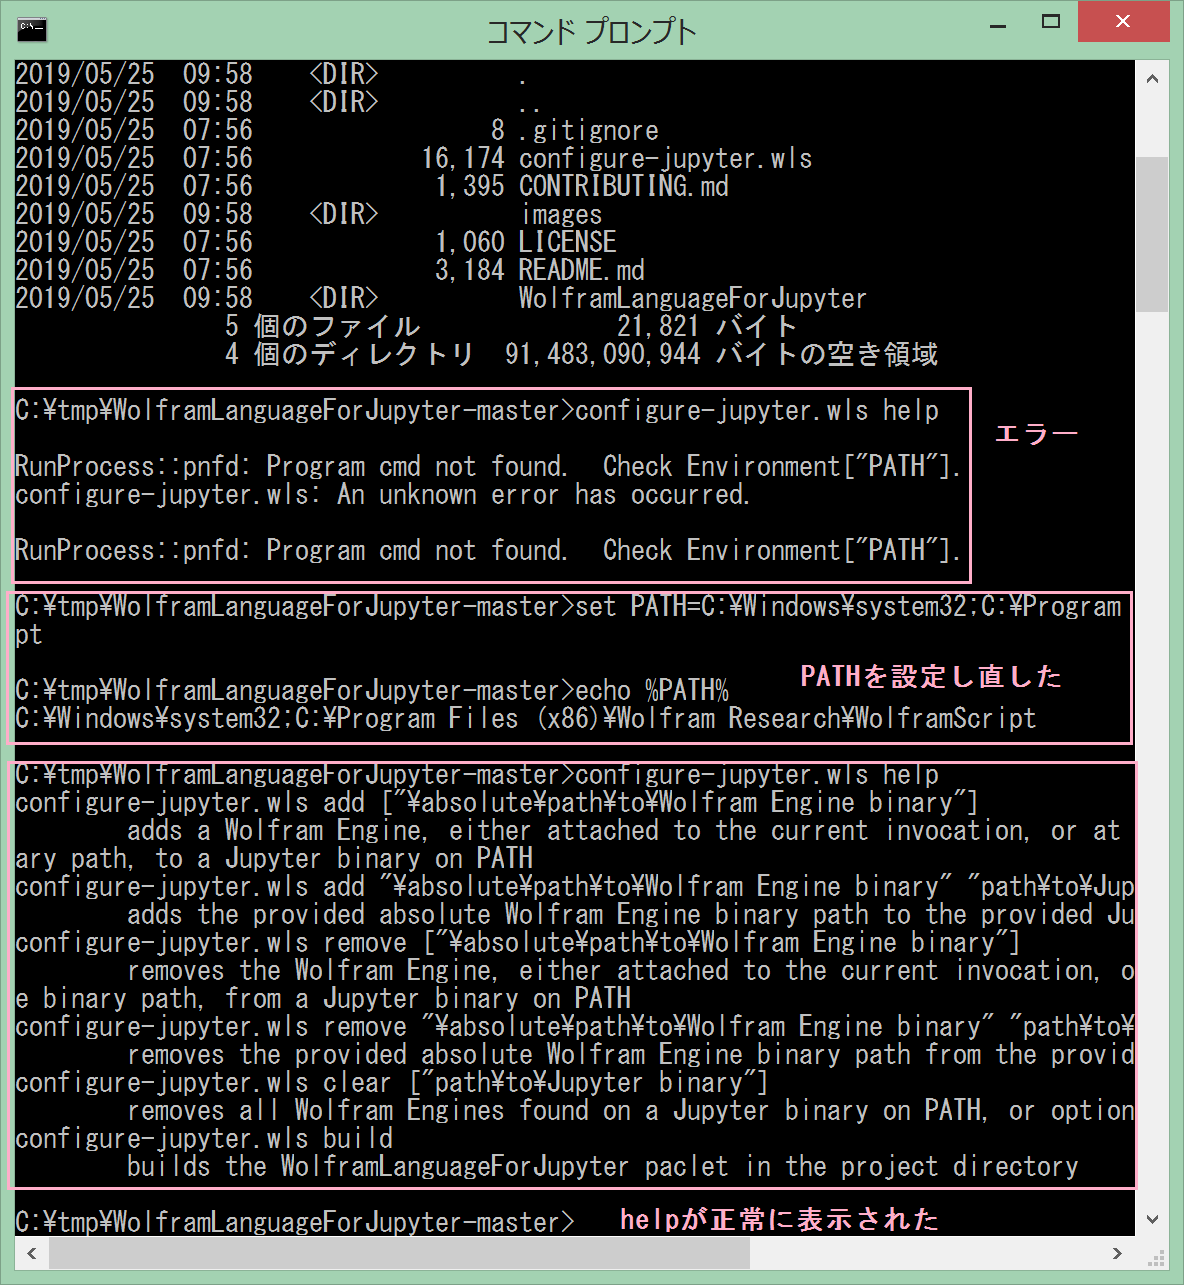 コマンド プロンプト
2019/05/25  09:58    <DIR>          .
2019/05/25  09:58    <DIR>          ..
2019/05/25  07:56                 8 .gitignore
2019/05/25  07:56            16,174 configure-jupyter.wls
2019/05/25  07:56             1,395 CONTRIBUTING.md
2019/05/25  09:58    <DIR>          images
2019/05/25  07:56             1,060 LICENSE
2019/05/25  07:56             3,184 README.md
2019/05/25  09:58    <DIR>          WolframLanguageForJupyter
5 個のファイル              21,821 バイト
4 個のディレクトリ  91,483,090,944 バイトの空き領域
C:¥tmp¥WolframLanguageForJupyter-master>configure-jupyter.wls help
エラー
RunProcess::pnfd: Program cmd not found.  Check Environment["PATH"].
configure-jupyter.wls: An unknown error has occurred.
RunProcess::pnfd: Program cmd not found.  Check Environment["PATH"].
C:¥tmp¥WolframLanguageForJupyter-master>set PATH=C:¥Windows¥system32;C:¥Program
pt
PATHを設定し直した
C:¥tmp¥WolframLanguageForJupyter-master>echo %PATH%
C:¥Windows¥system32;C:¥Program Files (x86)¥Wolfram Research¥WolframScript
C:¥tmp¥WolframLanguageForJupyter-master>configure-jupyter.wls help
configure-jupyter.wls add ["¥absolute¥path¥to¥Wolfram Engine binary"]
adds a Wolfram Engine, either attached to the current invocation, or at
ary path, to a Jupyter binary on PATH
configure-jupyter.wls add "¥absolute¥path¥to¥Wolfram Engine binary" "path¥to¥Jup
adds the provided absolute Wolfram Engine binary path to the provided Ju
configure-jupyter.wls remove ["¥absolute¥path¥to¥Wolfram Engine binary"]
removes the Wolfram Engine, either attached to the current invocation, o
e binary path, from a Jupyter binary on PATH
configure-jupyter.wls remove "¥absolute¥path¥to¥Wolfram Engine binary" "path¥to¥
removes the provided absolute Wolfram Engine binary path from the provid
configure-jupyter.wls clear ["path¥to¥Jupyter binary"]
removes all Wolfram Engines found on a Jupyter binary on PATH, or option
configure-jupyter.wls build
builds the WolframLanguageForJupyter paclet in the project directory
C:¥tmp¥WolframLanguageForJupyter-master>
helpが正常に表示された